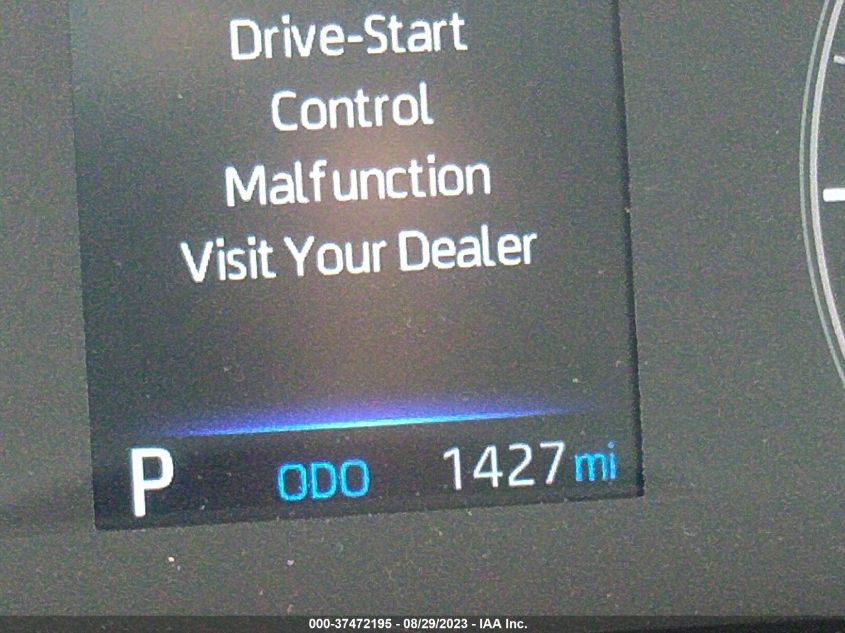 Drive-Start
Control
Malfunction
Visit Your Dealer
P ODO 1427 mi
000-37472195 - 08/29/2023 - IAA Inc.